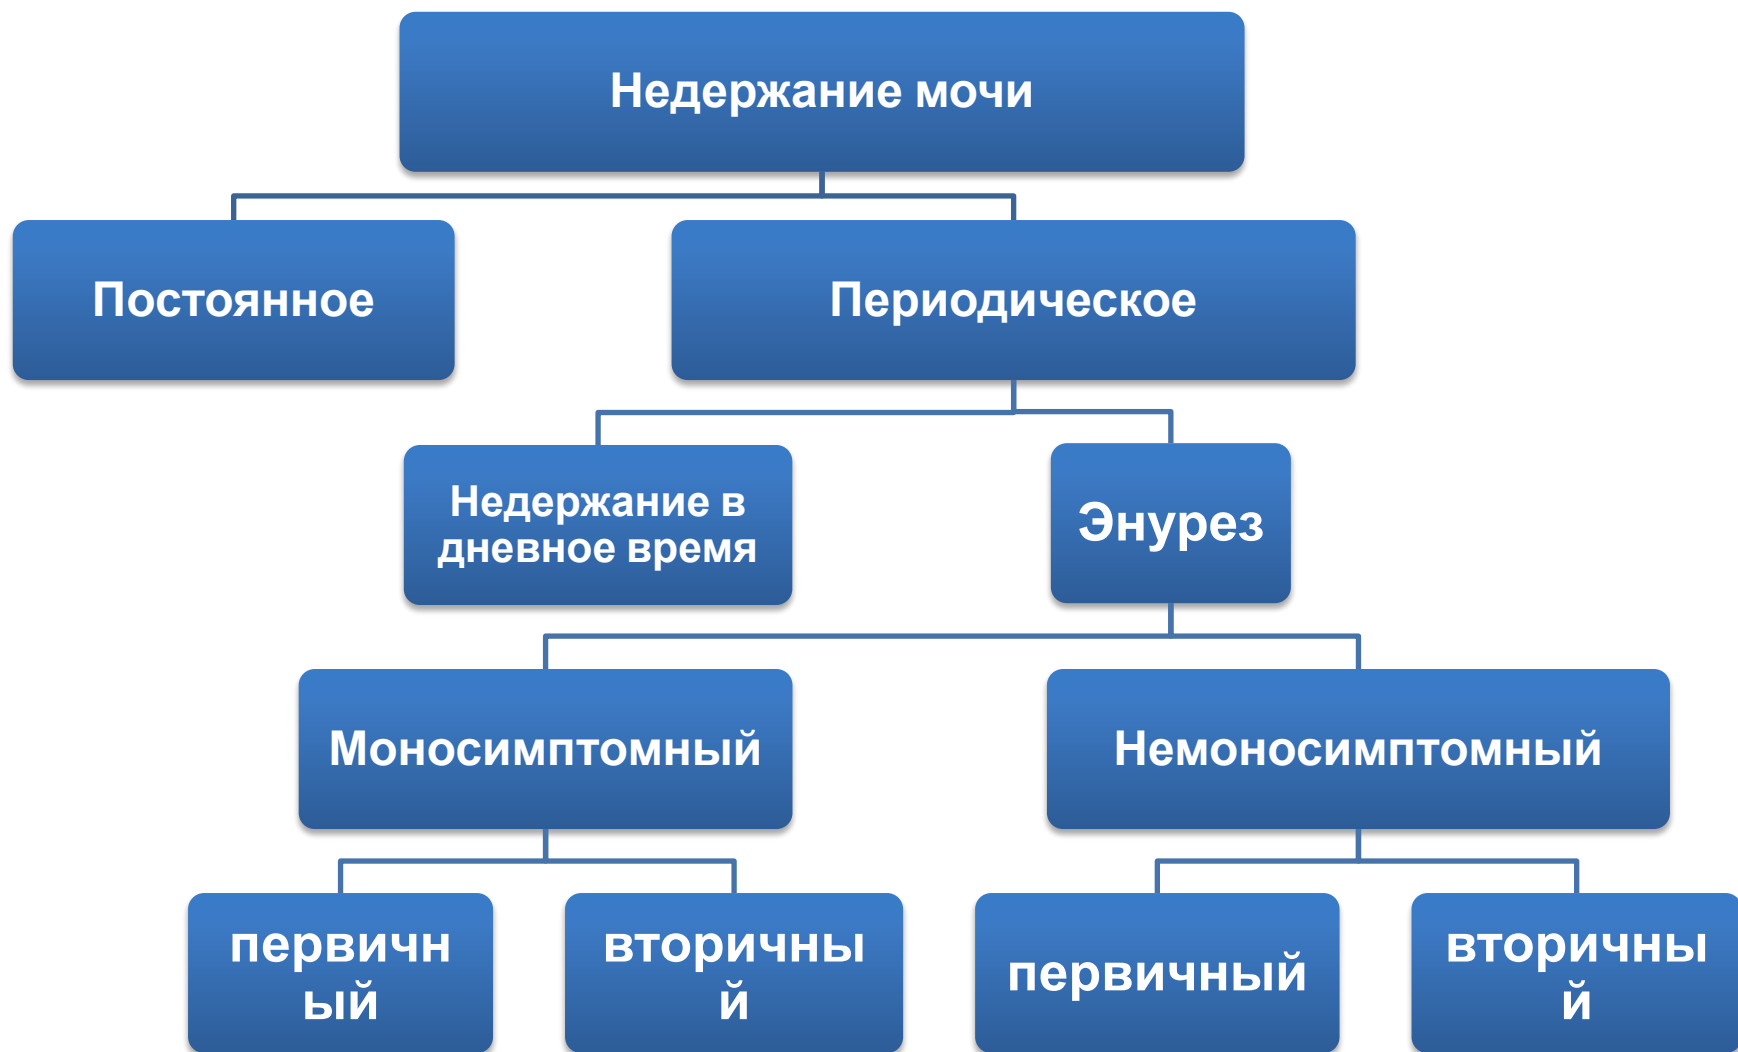 Недержание мочи
Постоянное
Периодическое
Недержание в
дневное время
Энурез
Моносимптомный
Немоносимптомный
первичн
ый
вторичны
й
первичный
вторичны
й